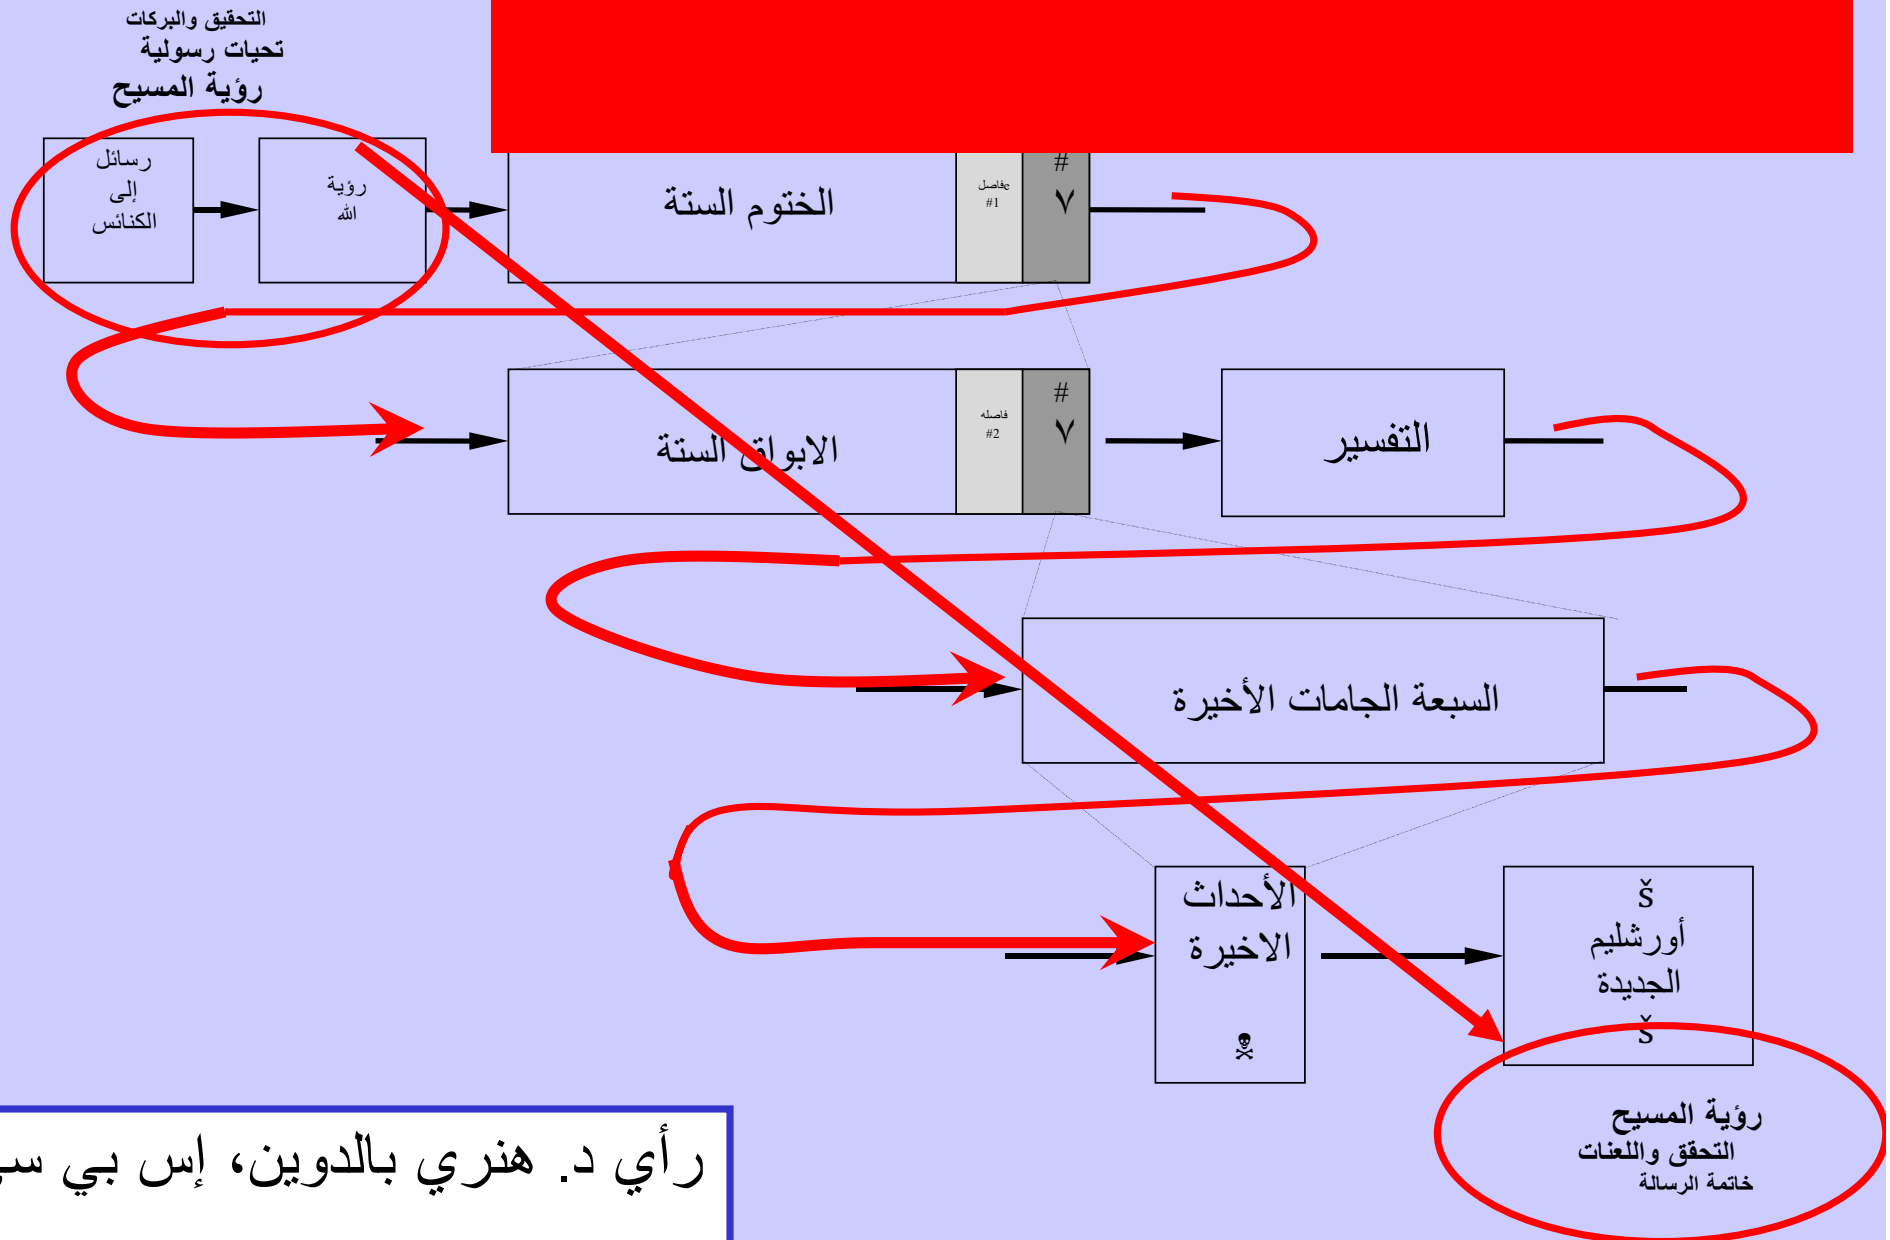 التحقيق والبركات
تحيات رسولية
رؤية المسيح
رسائل
إلى
الكنائس
رؤية
الله
الختوم الستة
فاصل
#1
#
٧
الابواق الستة
فاصله
#2
#
٧
التفسير
السبعة الجامات الأخيرة
الأحداث
الاخيرة
š
أورشليم
الجديدة
š
رؤية المسيح
التحقق واللعنات
خاتمة الرسالة
رأي د. هنري بالدوين، إس بي سي